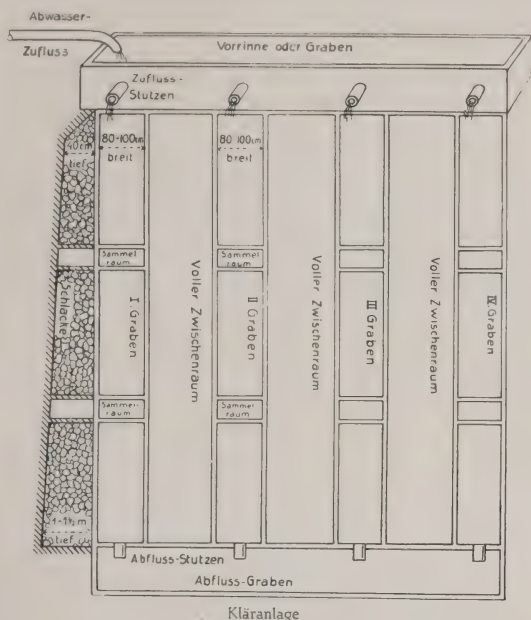 Abwasser-
Zufluss
Vorrinne oder Graben
Zufluss-
Stutzen
80-100cm
breit
80 100cm
breit
40cm
tief
Sammel
raum
Sammel
raum
Schlacke
I Graben
Voller Zwischenraum
II Graben
Voller Zwischenraum
III Graben
Voller Zwischenraum
IV Graben
Sammel-
raum
Sammel
raum
1-1½m
tief
Abfluss-Stutzen
Abfluss-Graben
Kläranlage